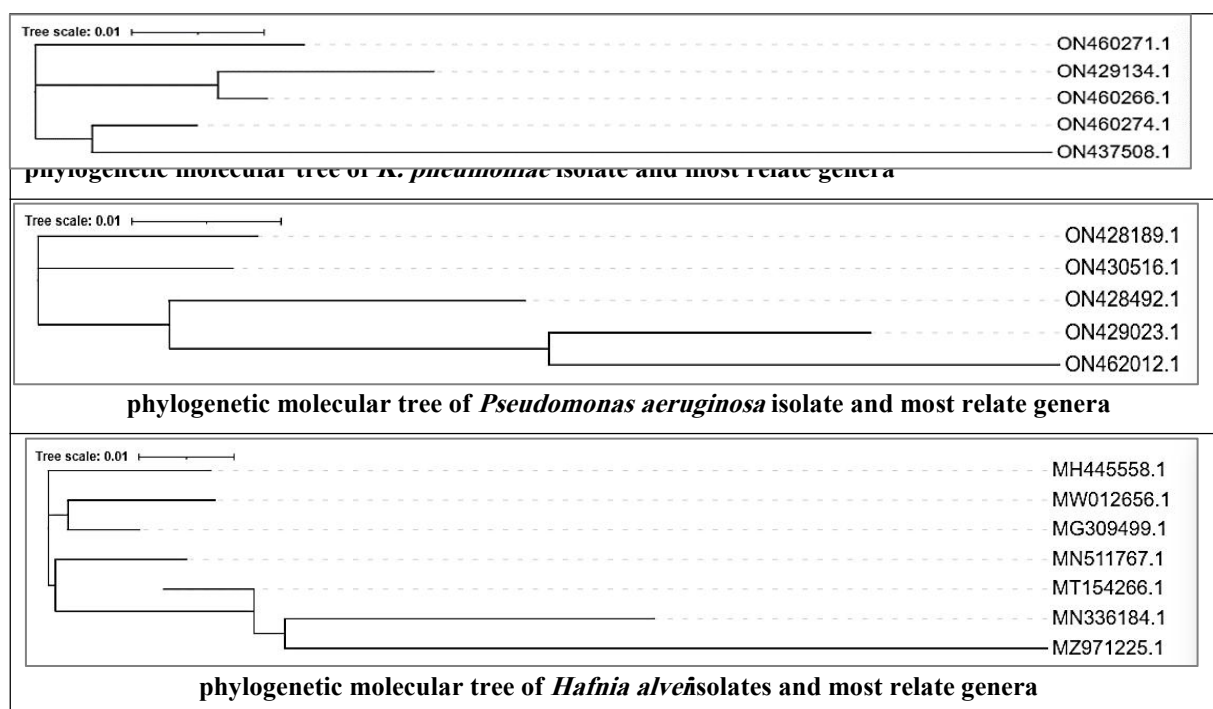 Tree scale: 0.01
ON460271.1
ON429134.1
ON460266.1
ON460274.1
ON437508.1
phylogenetic molecular tree of K. pneumoniae isolate and most relate genera
Tree scale: 0.01
ON428189.1
ON430516.1
ON428492.1
ON429023.1
ON462012.1
phylogenetic molecular tree of Pseudomonas aeruginosa isolate and most relate genera
Tree scale: 0.01
MH445558.1
MW012656.1
MG309499.1
MN511767.1
MT154266.1
MN336184.1
MZ971225.1
phylogenetic molecular tree of Hafnia alveiisolates and most relate genera